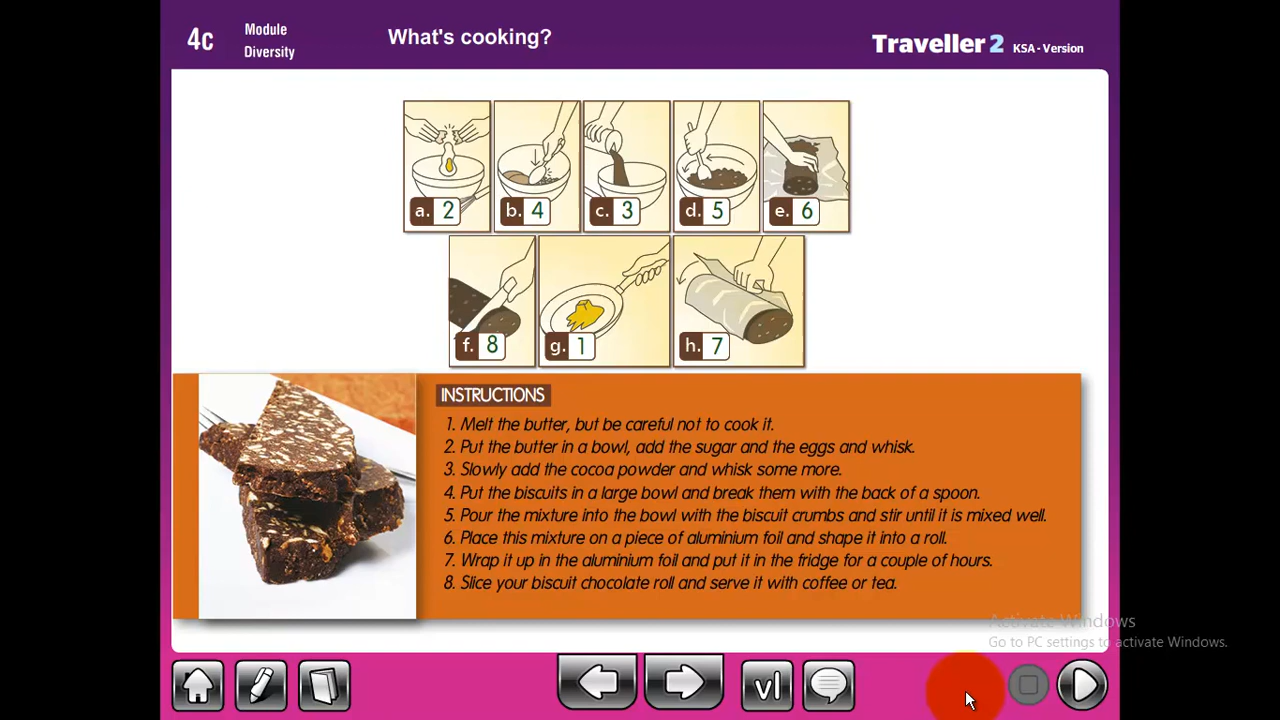 4c
Module
Diversity
What's cooking?
Traveller 2 KSA - Version
a. 2
b. 4
c. 3
d. 5
e. 6
f. 8
g. 1
h. 7
INSTRUCTIONS
1. Melt the butter, but be careful not to cook it.
2. Put the butter in a bowl, add the sugar and the eggs and whisk.
3. Slowly add the cocoa powder and whisk some more.
4. Put the biscuits in a large bowl and break them with the back of a spoon.
5. Pour the mixture into the bowl with the biscuit crumbs and stir until it is mixed well.
6. Place this mixture on a piece of aluminium foil and shape it into a roll.
7. Wrap it up in the aluminium foil and put it in the fridge for a couple of hours.
8. Slice your biscuit chocolate roll and serve it with coffee or tea.
Activate Windows
Go to PC settings to activate Windows.
vl